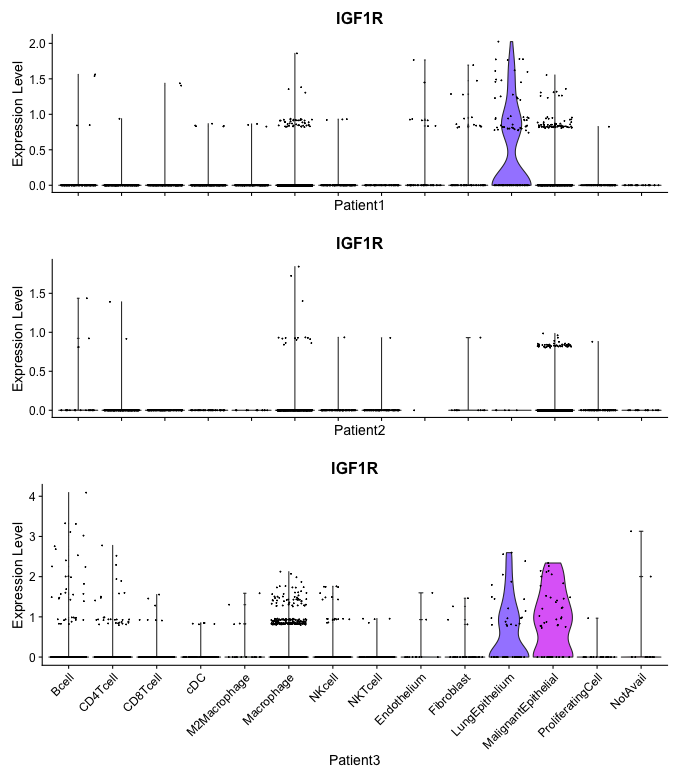 IGF1R
Expression Level
2.0
1.5
1.0
0.5
0.0
Patient1
IGF1R
Expression Level
1.5
1.0
0.5
0.0
Patient2
IGF1R
Expression Level
4
3
2
1
0
Bcell
CD4Tcell
CD8Tcell
cDC
M2Macrophage
Macrophage
NKcell
NKTcell
Endothelium
Fibroblast
LungEpithelium
MalignantEpithelial
ProliferatingCell
NotAvail
Patient3